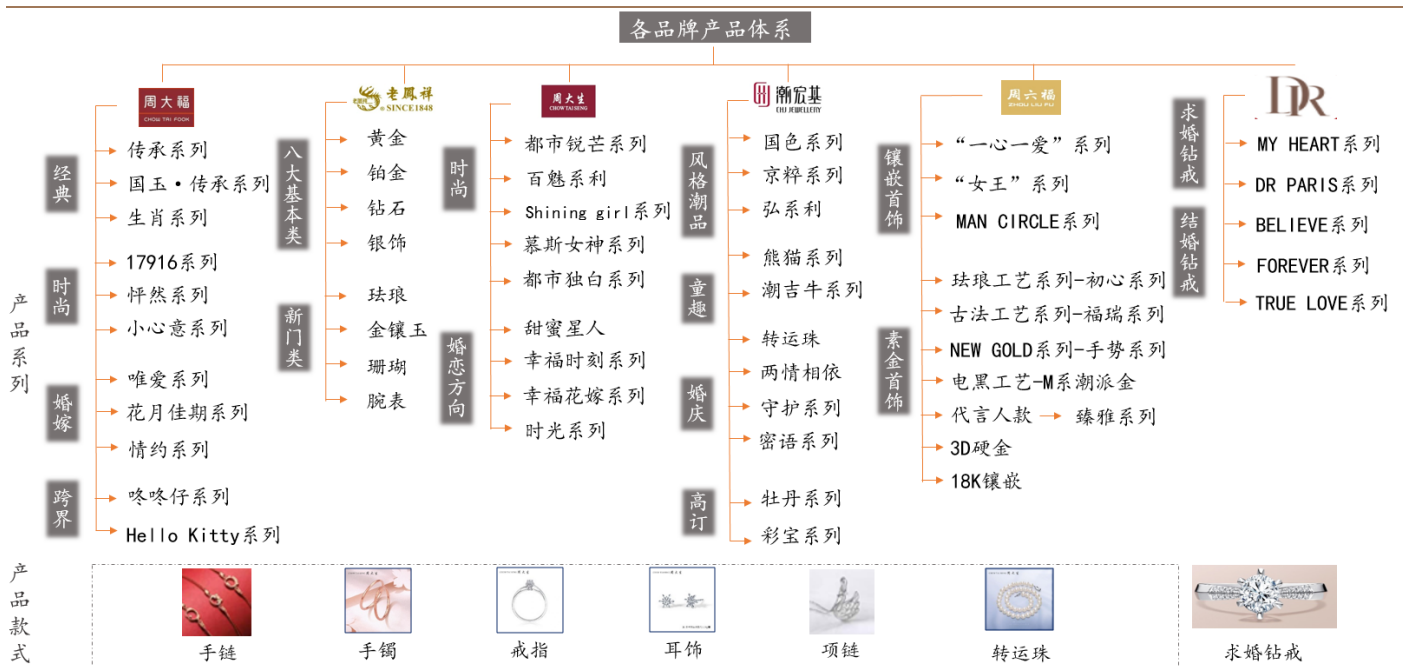 各品牌产品体系
周大福
CHOW TAI FOOK
经典
传承系列
国玉·传承系列
生肖系列
时尚
17916系列
怦然系列
小心意系列
婚嫁
唯爱系列
花月佳期系列
情约系列
跨界
咚咚仔系列
Hello Kitty系列
老鳳祥
SINCE1848
八大基本类
黄金
铂金
钻石
银饰
新门类
珐琅
金镶玉
珊瑚
腕表
周大生
CHOW TAI SENG
时尚
都市锐芒系列
百魅系利
Shining girl系列
慕斯女神系列
都市独白系列
婚恋方向
甜蜜星人
幸福时刻系列
幸福花嫁系列
时光系列
潮宏基
CHJ JEWELLERY
风格潮品
国色系列
京粹系列
弘系利
童趣
熊猫系列
潮吉牛系列
婚庆
转运珠
两情相依
守护系列
密语系列
高订
牡丹系列
彩宝系列
周六福
ZHOU LIU FU
镶嵌首饰
“一心一爱”系列
“女王”系列
MAN CIRCLE系列
素金首饰
珐琅工艺系列-初心系列
古法工艺系列-福瑞系列
NEW GOLD系列-手势系列
电黑工艺-M系潮派金
代言人款 臻雅系列
3D硬金
18K镶嵌
DR
求婚钻戒
结婚钻戒
MY HEART系列
DR PARIS系列
BELIEVE系列
FOREVER系列
TRUE LOVE系列
产品系列
产品款式
手链
手镯
戒指
耳饰
项链
转运珠
求婚钻戒